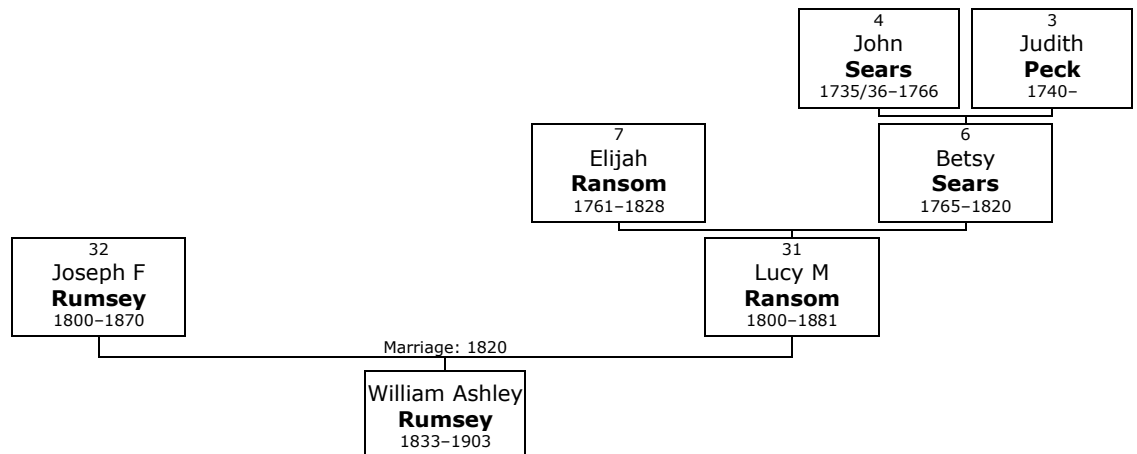 4
John
Sears
1735/36–1766
3
Judith
Peck
1740–
7
Elijah
Ransom
1761–1828
6
Betsy
Sears
1765–1820
32
Joseph F
Rumsey
1800–1870
31
Lucy M
Ransom
1800–1881
Marriage: 1820
William Ashley
Rumsey
1833–1903